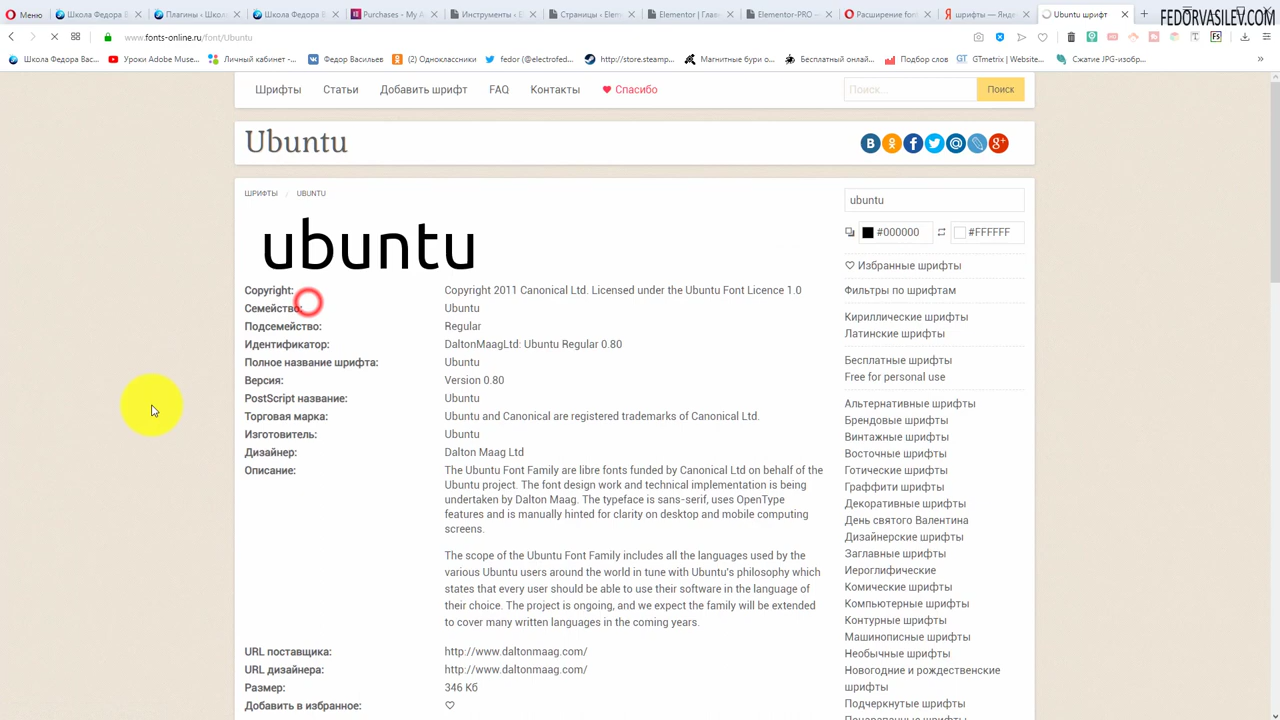 Меню
Школа Федора В
Плагины ‹ Школ
Школа Федора В
Purchases - My A
Инструменты ‹ E
Страницы ‹ Elem
Elementor | Глав
Elementor-PRO —
Расширение fon
шрифты — Янд
Ubuntu шрифт
FEDORVASILEV.COM
www.fonts-online.ru/font/Ubuntu
Школа Федора Вас...
Уроки Adobe Muse...
Личный кабинет -...
Федор Васильев
(2) Одноклассники
fedor (@electrofed...
http://store.steamp...
Магнитные бури о...
Бесплатный онлай...
Подбор слов
GTmetrix | Website...
Сжатие JPG-изобр...
Шрифты
Статьи
Добавить шрифт
FAQ
Контакты
Спасибо
Поиск...
Поиск
Ubuntu
ШРИФТЫ / UBUNTU
ubuntu
Copyright: Copyright 2011 Canonical Ltd. Licensed under the Ubuntu Font Licence 1.0
Семейство: Ubuntu
Подсемейство: Regular
Идентификатор: DaltonMaagLtd: Ubuntu Regular 0.80
Полное название шрифта: Ubuntu
Версия: Version 0.80
PostScript название: Ubuntu
Торговая марка: Ubuntu and Canonical are registered trademarks of Canonical Ltd.
Изготовитель: Ubuntu
Дизайнер: Dalton Maag Ltd
Описание: The Ubuntu Font Family are libre fonts funded by Canonical Ltd on behalf of the
Ubuntu project. The font design work and technical implementation is being
undertaken by Dalton Maag. The typeface is sans-serif, uses OpenType
features and is manually hinted for clarity on desktop and mobile computing
screens.
The scope of the Ubuntu Font Family includes all the languages used by the
various Ubuntu users around the world in tune with Ubuntu's philosophy which
states that every user should be able to use their software in the language of
their choice. The project is ongoing, and we expect the family will be extended
to cover many written languages in the coming years.
URL поставщика: http://www.daltonmaag.com/
URL дизайнера: http://www.daltonmaag.com/
Размер: 346 Кб
Добавить в избранное:
ubuntu
#000000
#FFFFFF
Избранные шрифты
Фильтры по шрифтам
Кириллические шрифты
Латинские шрифты
Бесплатные шрифты
Free for personal use
Альтернативные шрифты
Брендовые шрифты
Винтажные шрифты
Восточные шрифты
Готические шрифты
Граффити шрифты
Декоративные шрифты
День святого Валентина
Дизайнерские шрифты
Заглавные шрифты
Иероглифические
Комические шрифты
Компьютерные шрифты
Контурные шрифты
Машинописные шрифты
Необычные шрифты
Новогодние и рождественские
шрифты
Подчеркнутые шрифты